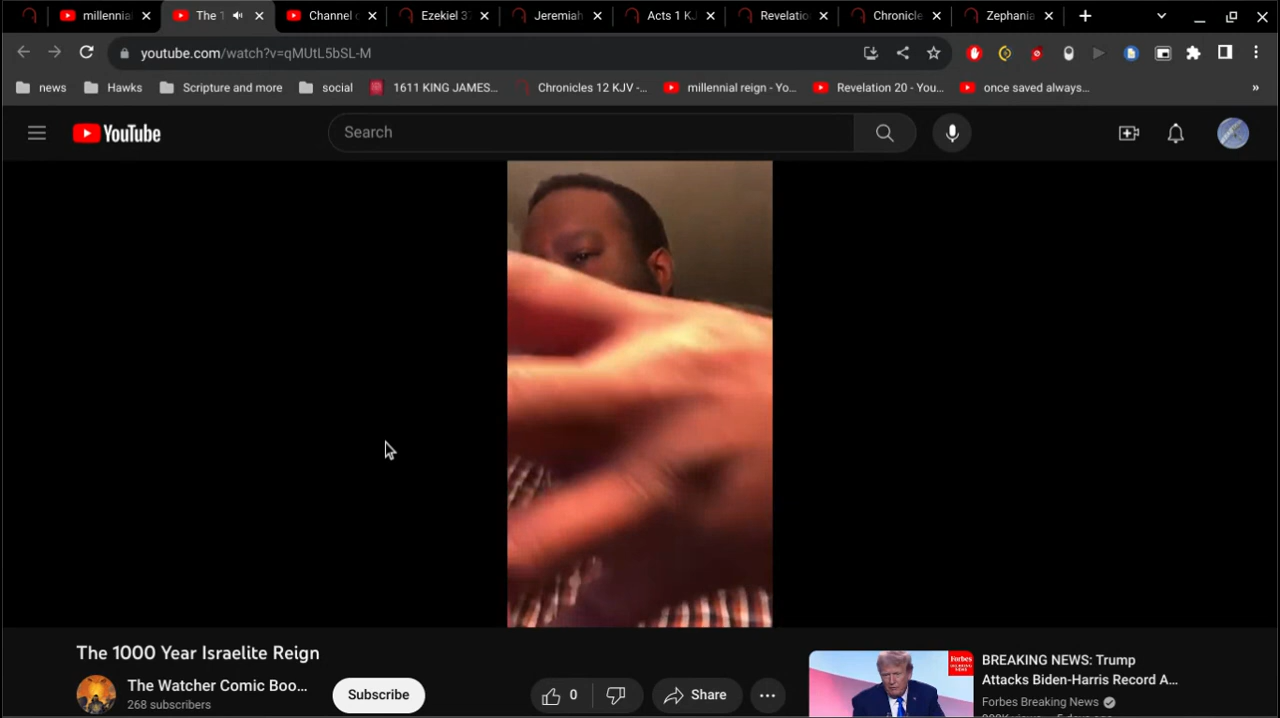 millennia
The 1
Channel
Ezekiel 37
Jeremiah
Acts 1 KJ
Revelatio
Chronicle
Zephania
youtube.com/watch?v=qMUtL5bSL-M
news
Hawks
Scripture and more
social
1611 KING JAMES...
Chronicles 12 KJV -...
millennial reign - Yo...
Revelation 20 - You...
once saved always...
»
YouTube
Search
The 1000 Year Israelite Reign
The Watcher Comic Boo...
268 subscribers
Subscribe
0
Share
Forbes
BREAKING NEWS: Trump
Attacks Biden-Harris Record A...
Forbes Breaking News